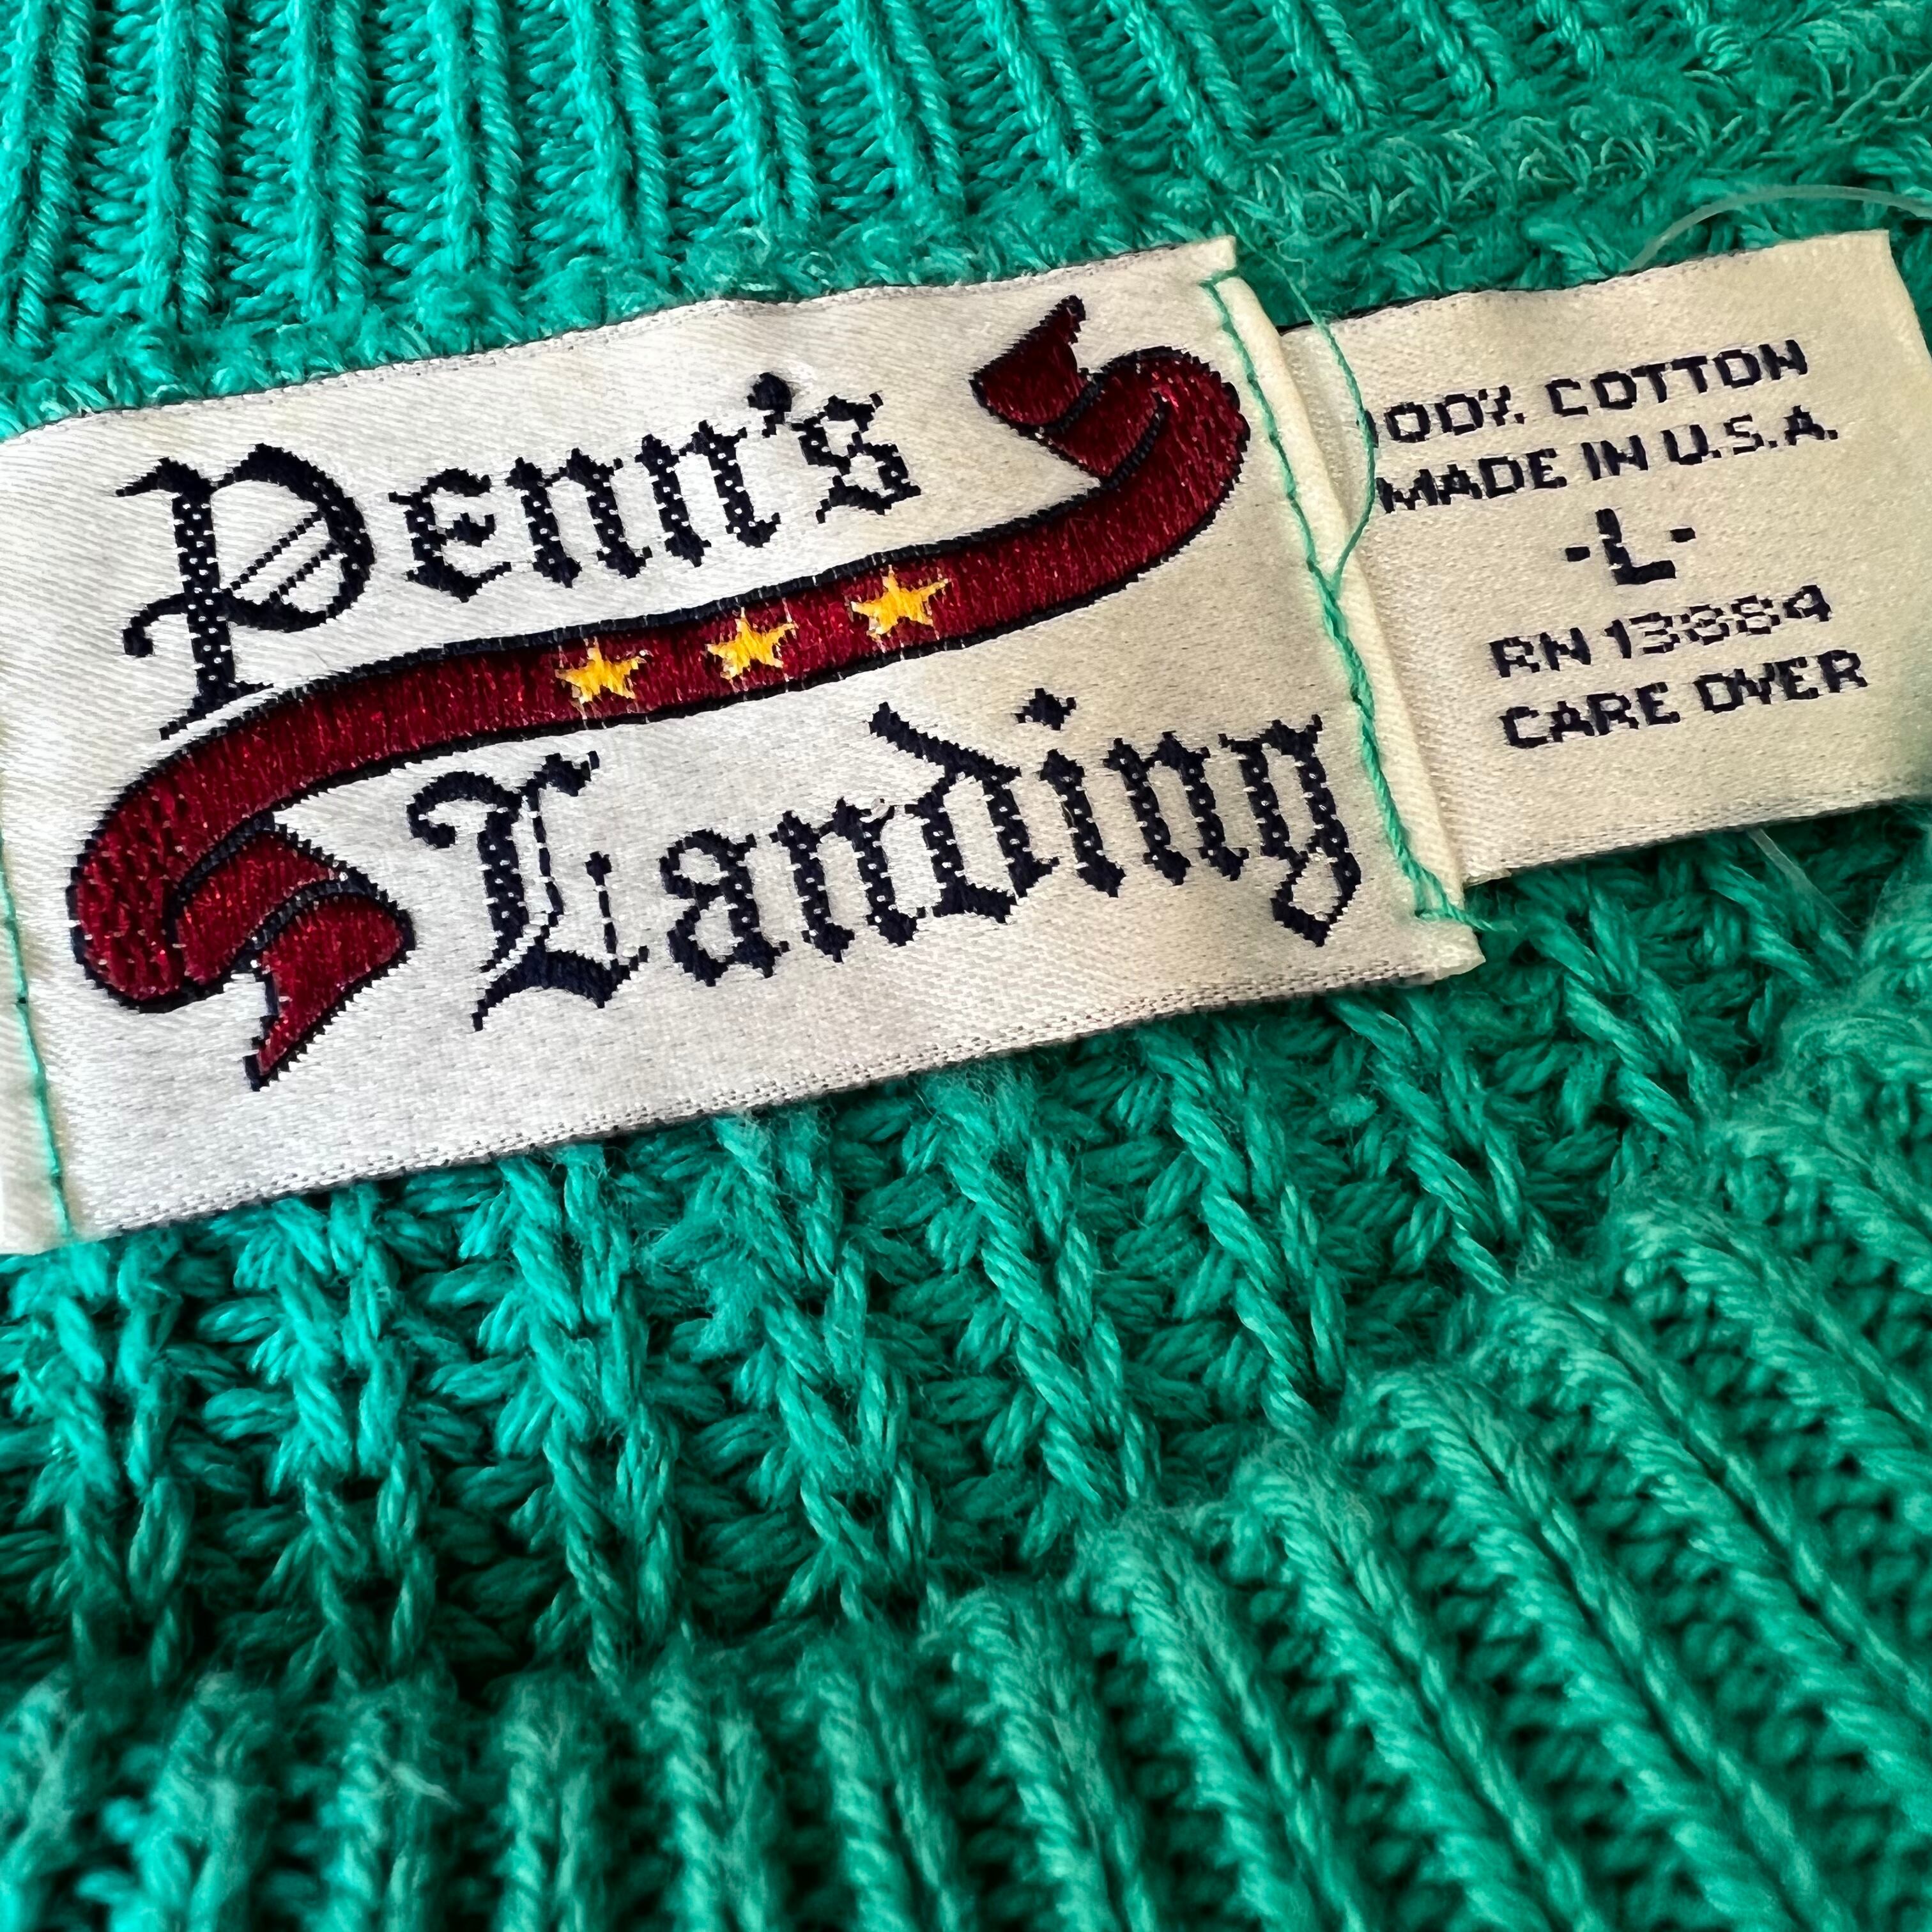 Penn's
Landing
100% COTTON
MADE IN U.S.A.
-L-
RN 13884
CARE OVER